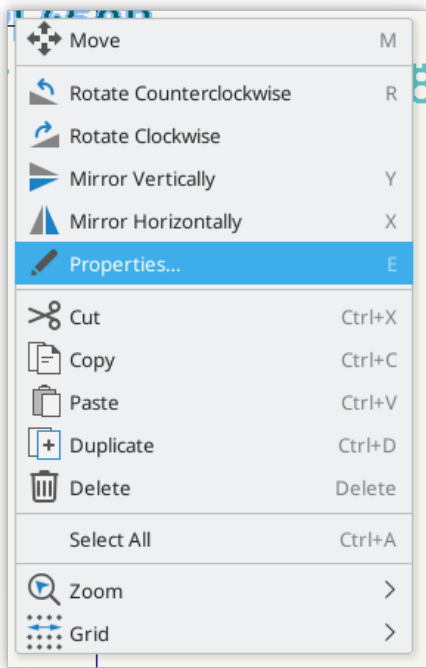 Move M
Rotate Counterclockwise R
Rotate Clockwise
Mirror Vertically Y
Mirror Horizontally X
Properties... E
Cut Ctrl+X
Copy Ctrl+C
Paste Ctrl+V
Duplicate Ctrl+D
Delete Delete
Select All Ctrl+A
Zoom
Grid